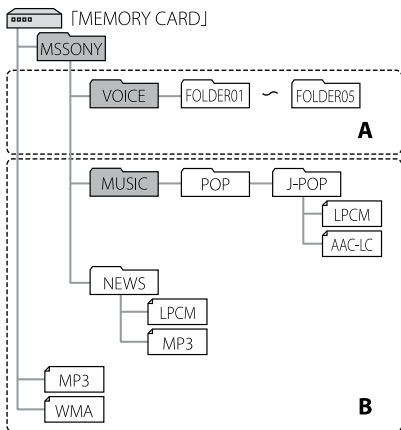 「MEMORY CARD」
MSSONY
VOICE FOLDER01 ~ FOLDER05
A
MUSIC POP J-POP
LPCM
AAC-LC
NEWS
LPCM
MP3
MP3
WMA
B